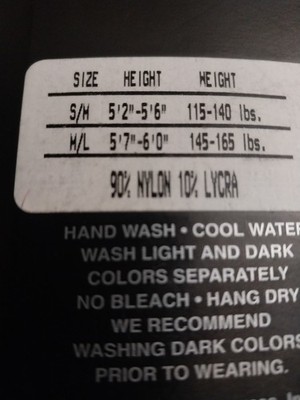 SIZE HEIGHT WEIGHT
S/M 5'2"-5'6" 115-140 lbs.
M/L 5'7"-6'0" 145-165 lbs.
90% NYLON 10% LYCRA
HAND WASH • COOL WATER
WASH LIGHT AND DARK
COLORS SEPARATELY
NO BLEACH • HANG DRY
WE RECOMMEND
WASHING DARK COLORS
PRIOR TO WEARING.